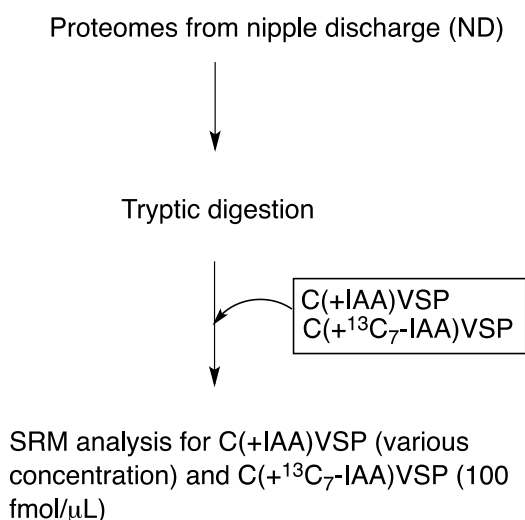 Proteomes from nipple discharge (ND)
Tryptic digestion
C(+IAA)VSP
C(+¹³C₇-IAA)VSP
SRM analysis for C(+IAA)VSP (various
concentration) and C(+¹³C₇-IAA)VSP (100
fmol/μL)